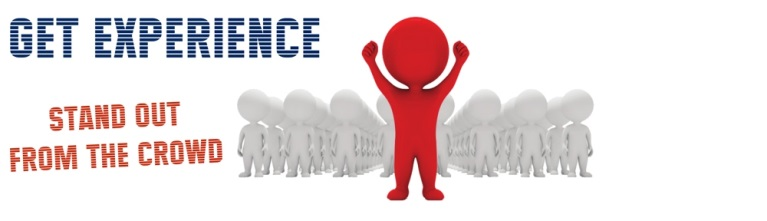 GET EXPERIENCE
STAND OUT
FROM THE CROWD